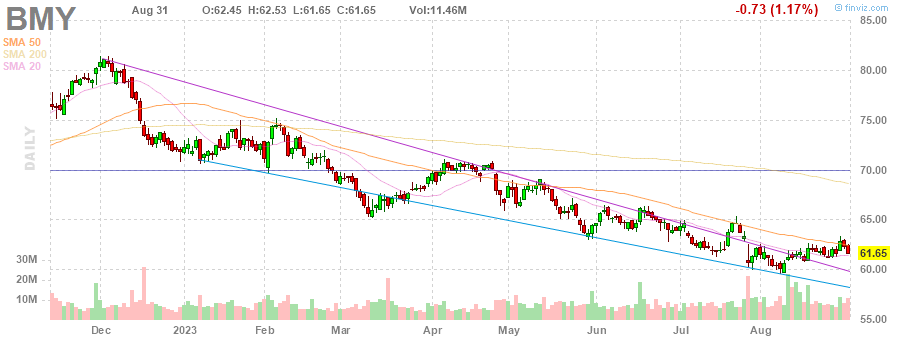 BMY Aug 31 O:62.45 H:62.53 L:61.65 C:61.65 Vol:11.46M -0.73 (1.17%) © finviz.com
SMA 50
SMA 200
SMA 20
DAILY
85.00
80.00
75.00
70.00
65.00
61.65
60.00
55.00
30M
20M
10M
Dec 2023 Feb Mar Apr May Jun Jul Aug